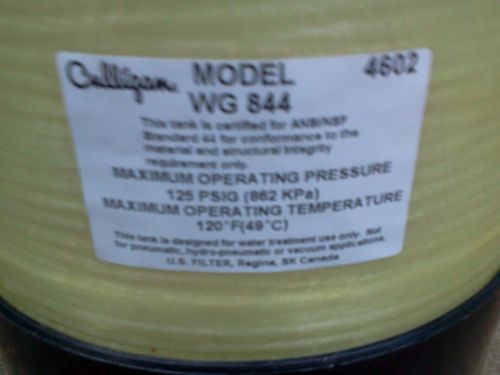 Culligan. MODEL 4602
WG 844
This tank is certified for ANSI/NSF
Standard 44 for conformance to the
material and structural integrity
requirement only.
MAXIMUM OPERATING PRESSURE
125 PSIG (862 KPa)
MAXIMUM OPERATING TEMPERATURE
120°F(49°C)
This tank is designed for water treatment use only. Not
for pneumatic, hydro-pneumatic or vacuum applications.
U.S. FILTER, Regina, SK Canada